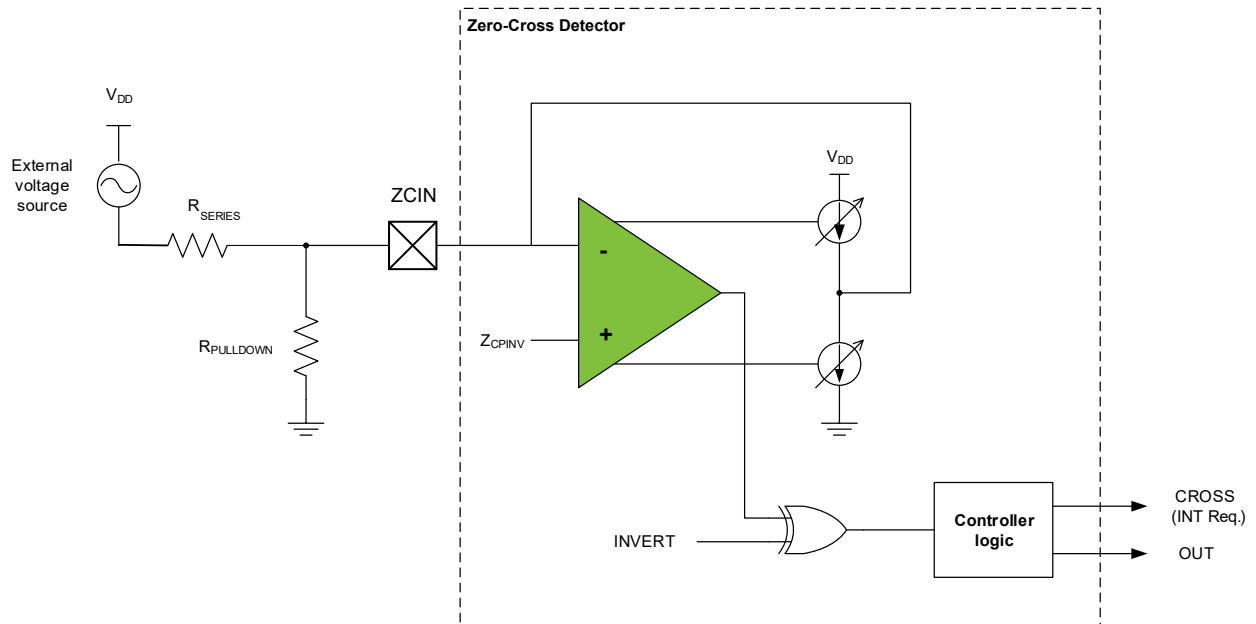 Zero-Cross Detector
VDD
External
voltage
source
RSERIES
ZCIN
RPULLDOWN
-
+
ZCPINV
VDD
INVERT
Controller
logic
CROSS
(INT Req.)
OUT